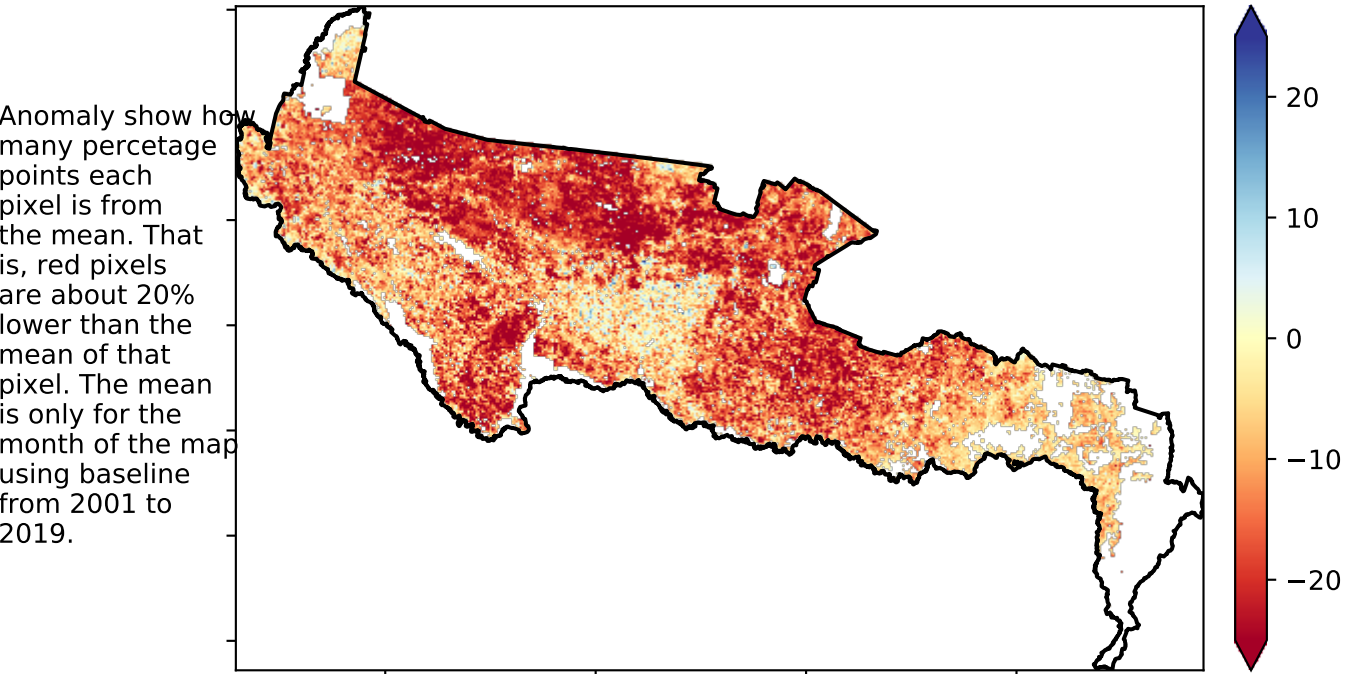 Anomaly show how
many percetage
points each
pixel is from
the mean. That
is, red pixels
are about 20%
lower than the
mean of that
pixel. The mean
is only for the
month of the map
using baseline
from 2001 to
2019.
20
10
0
−10
−20